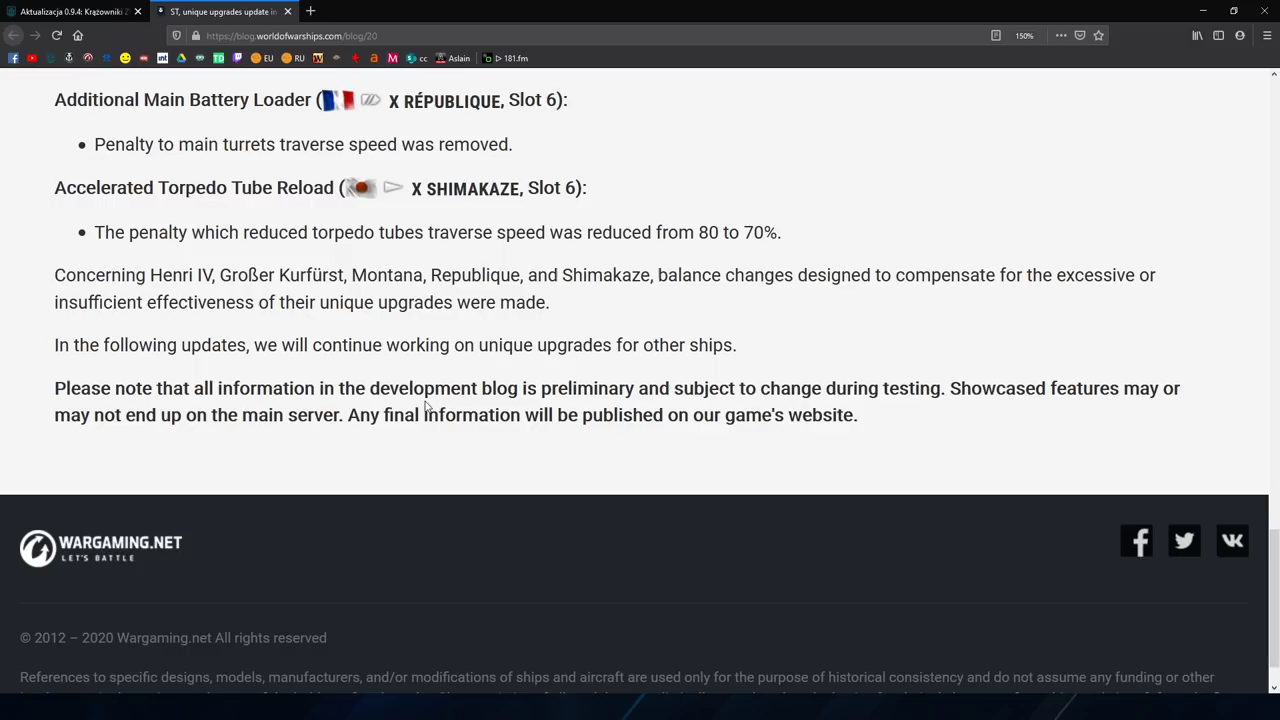 Aktualizacja 0.9.4: Krążowniki Z
ST, unique upgrades update in
https://blog.worldofwarships.com/blog/20
150%
EU
RU
cc
Aslain
181.fm
Additional Main Battery Loader ( X RÉPUBLIQUE, Slot 6):
Penalty to main turrets traverse speed was removed.
Accelerated Torpedo Tube Reload ( X SHIMAKAZE, Slot 6):
The penalty which reduced torpedo tubes traverse speed was reduced from 80 to 70%.
Concerning Henri IV, Großer Kurfürst, Montana, Republique, and Shimakaze, balance changes designed to compensate for the excessive or
insufficient effectiveness of their unique upgrades were made.
In the following updates, we will continue working on unique upgrades for other ships.
Please note that all information in the development blog is preliminary and subject to change during testing. Showcased features may or
may not end up on the main server. Any final information will be published on our game's website.
WARGAMING.NET
LET'S BATTLE
© 2012 – 2020 Wargaming.net All rights reserved
References to specific designs, models, manufacturers, and/or modifications of ships and aircraft are used only for the purpose of historical consistency and do not assume any funding or other